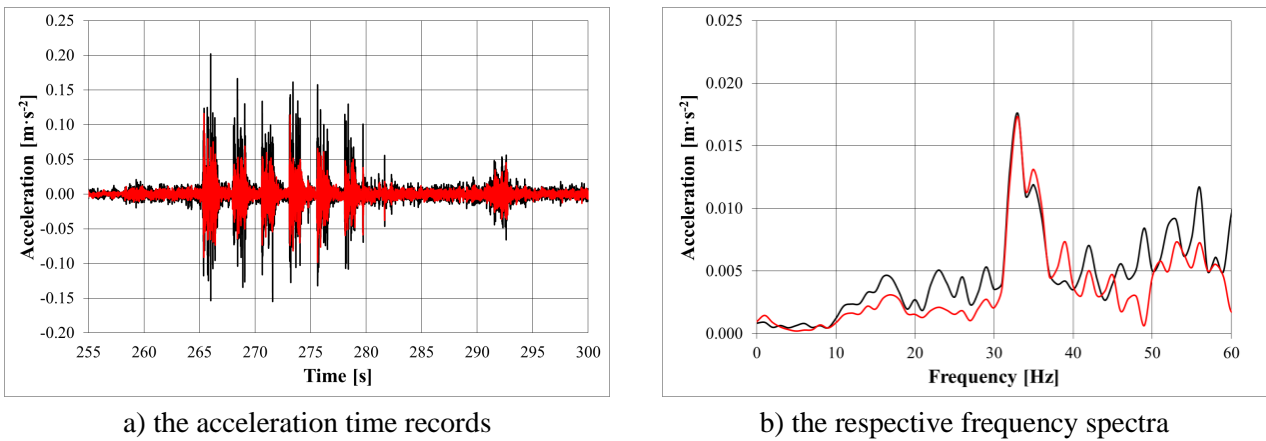 0.25
0.20
0.15
0.10
0.05
0.00
-0.05
-0.10
-0.15
-0.20
Acceleration [m·s-2]
255 260 265 270 275 280 285 290 295 300
Time [s]
a) the acceleration time records
0.025
0.020
0.015
0.010
0.005
0.000
Acceleration [m·s-2]
0 10 20 30 40 50 60
Frequency [Hz]
b) the respective frequency spectra